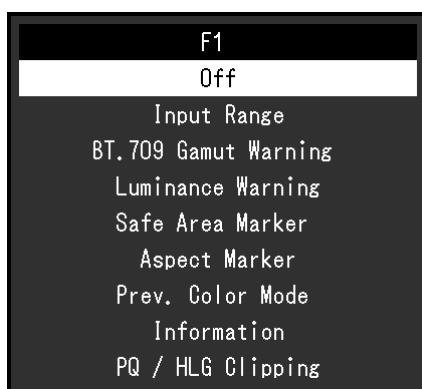 F1
Off
Input Range
BT.709 Gamut Warning
Luminance Warning
Safe Area Marker
Aspect Marker
Prev. Color Mode
Information
PQ / HLG Clipping